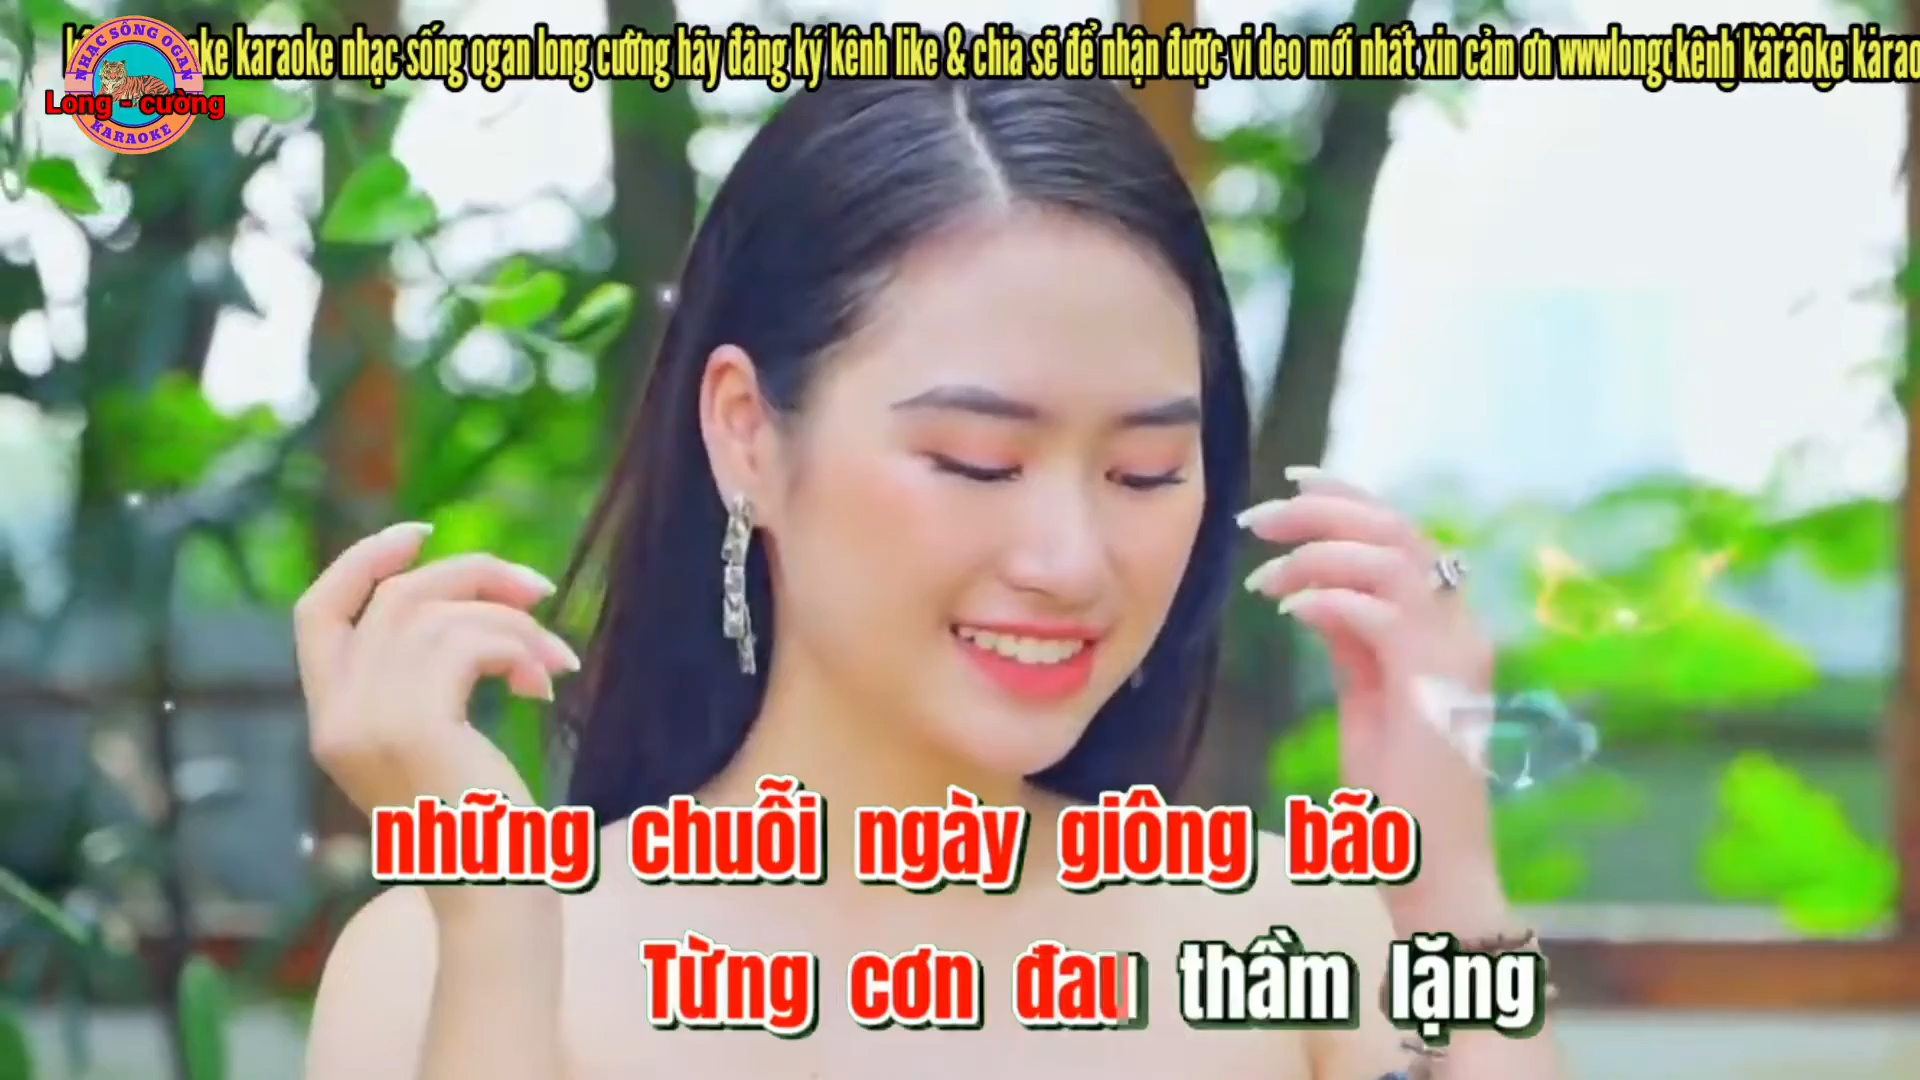 karaoke nhạc sống ogan long cường hãy đăng ký kênh like & chia sẽ để nhận được vi deo mới nhất xin cảm ơn kênh karaoke
NHẠC SỐNG OGAN
Long - cường
KARAOKE
những chuỗi ngày giông bão
Từng cơn đau thầm lặng